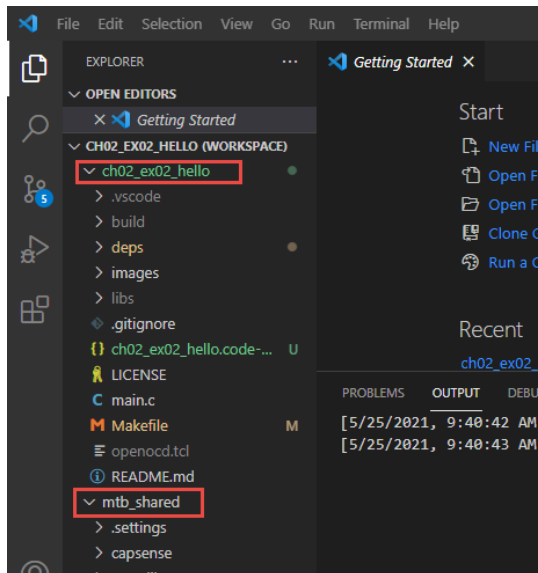 File Edit Selection View Go Run Terminal Help
EXPLORER ...
Getting Started
OPEN EDITORS
Getting Started
CH02_EX02_HELLO (WORKSPACE)
ch02_ex02_hello
.vscode
build
deps
images
libs
.gitignore
{} ch02_ex02_hello.code-... U
LICENSE
C main.c
M Makefile M
openocd.tcl
README.md
mtb_shared
.settings
capsense
5
Start
New Fil
Open F
Open F
Clone
Run a
Recent
ch02_ex02_
PROBLEMS OUTPUT DEBU
[5/25/2021, 9:40:42 AM
[5/25/2021, 9:40:43 AM